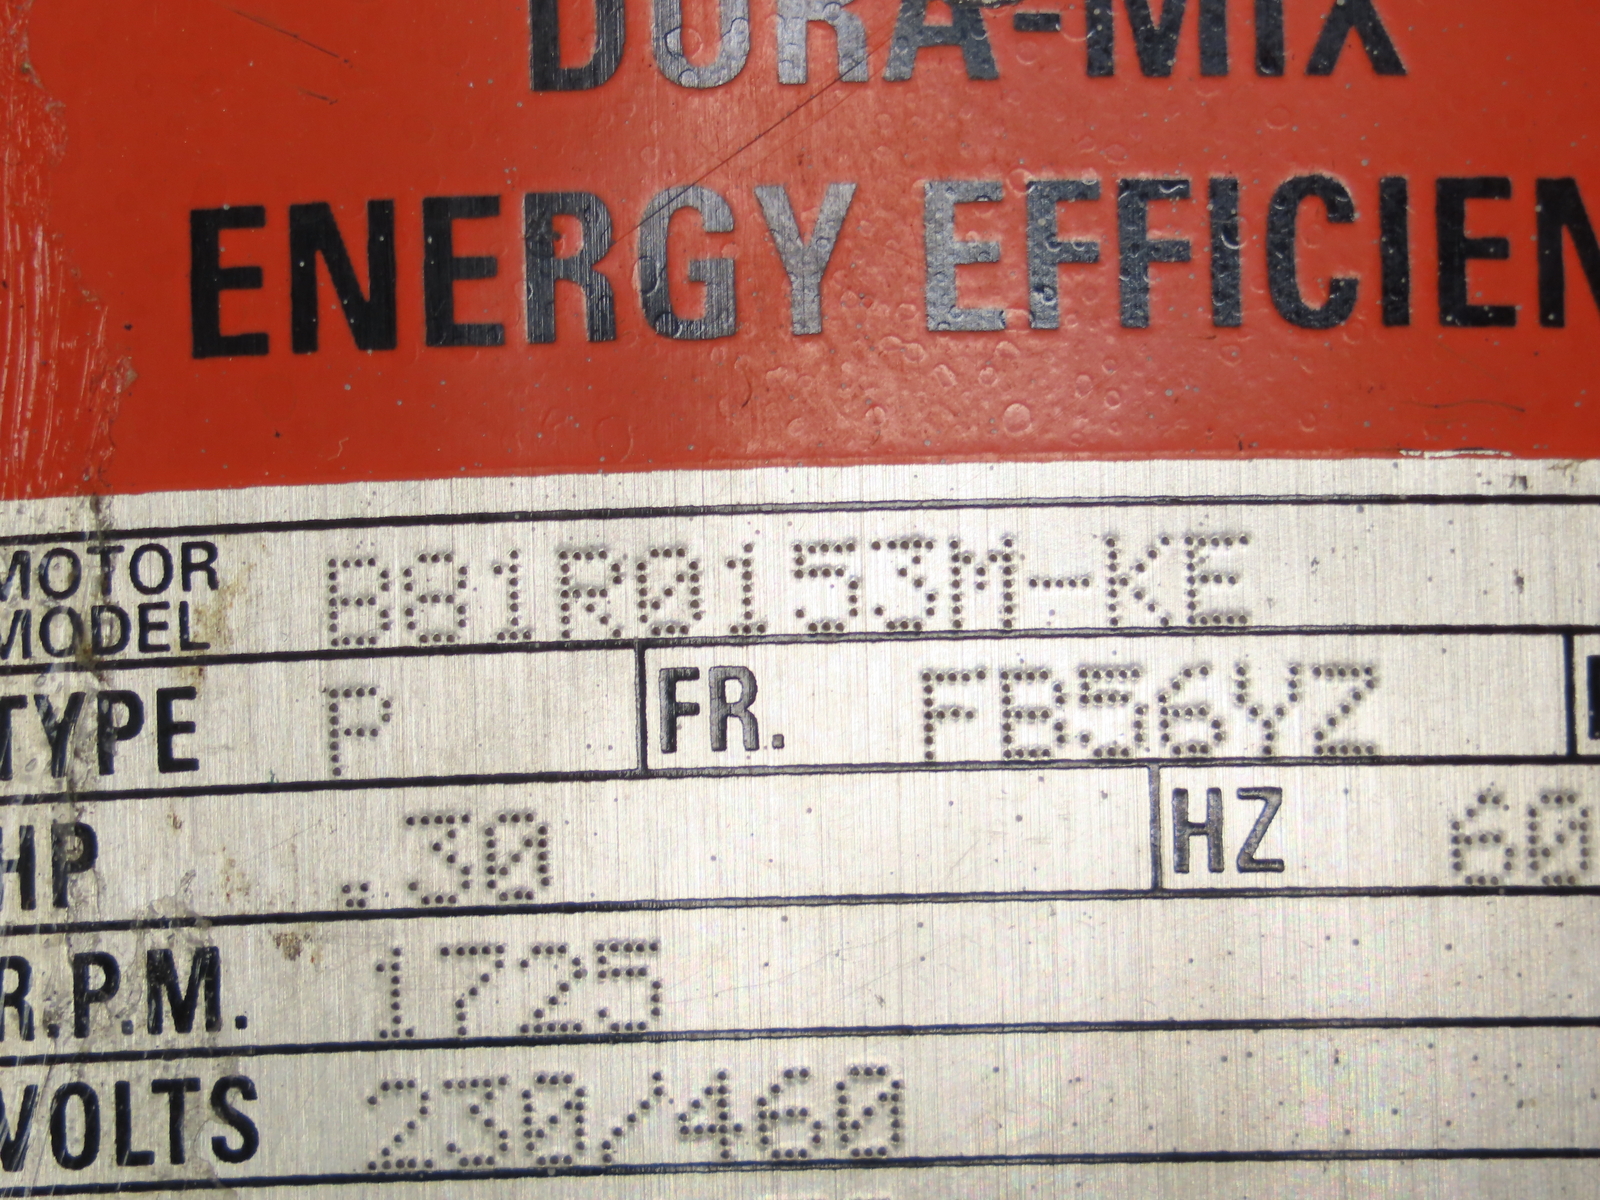 DURA-MIX
ENERGY EFFICIEN
MOTOR MODEL B81R0153M-KE
TYPE P FR. FB56YZ
HP .30 HZ 60
R.P.M. 1725
VOLTS 230/460